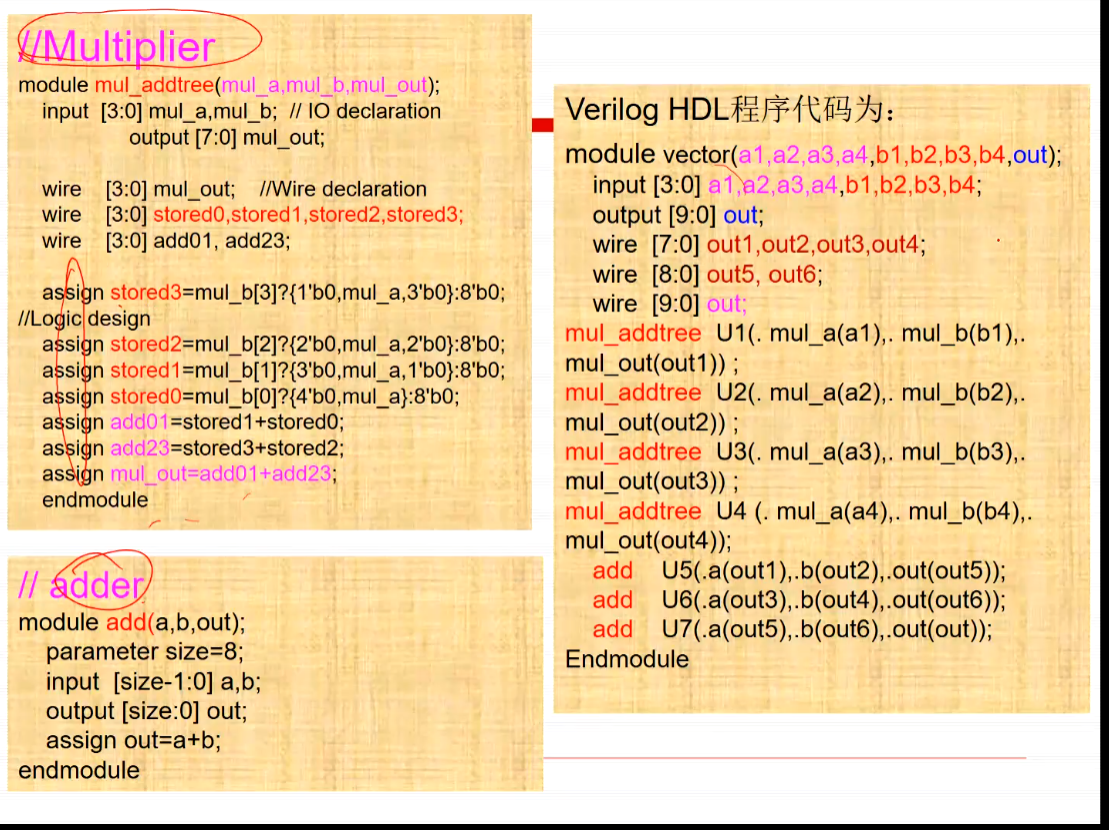 //Multiplier
module mul_addtree(mul_a,mul_b,mul_out);
input [3:0] mul_a,mul_b; // IO declaration
output [7:0] mul_out;
wire [3:0] mul_out; //Wire declaration
wire [3:0] stored0,stored1,stored2,stored3;
wire [3:0] add01, add23;
assign stored3=mul_b[3]?{1'b0,mul_a,3'b0}:8'b0;
//Logic design
assign stored2=mul_b[2]?{2'b0,mul_a,2'b0}:8'b0;
assign stored1=mul_b[1]?{3'b0,mul_a,1'b0}:8'b0;
assign stored0=mul_b[0]?{4'b0,mul_a}:8'b0;
assign add01=stored1+stored0;
assign add23=stored3+stored2;
assign mul_out=add01+add23;
endmodule
// adder
module add(a,b,out);
parameter size=8;
input [size-1:0] a,b;
output [size:0] out;
assign out=a+b;
endmodule
Verilog HDL程序代码为：
module vector(a1,a2,a3,a4,b1,b2,b3,b4,out);
input [3:0] a1,a2,a3,a4,b1,b2,b3,b4;
output [9:0] out;
wire [7:0] out1,out2,out3,out4;
wire [8:0] out5, out6;
wire [9:0] out;
mul_addtree U1(. mul_a(a1),. mul_b(b1),.
mul_out(out1)) ;
mul_addtree U2(. mul_a(a2),. mul_b(b2),.
mul_out(out2)) ;
mul_addtree U3(. mul_a(a3),. mul_b(b3),.
mul_out(out3)) ;
mul_addtree U4 (. mul_a(a4),. mul_b(b4),.
mul_out(out4));
add U5(.a(out1),.b(out2),.out(out5));
add U6(.a(out3),.b(out4),.out(out6));
add U7(.a(out5),.b(out6),.out(out));
Endmodule